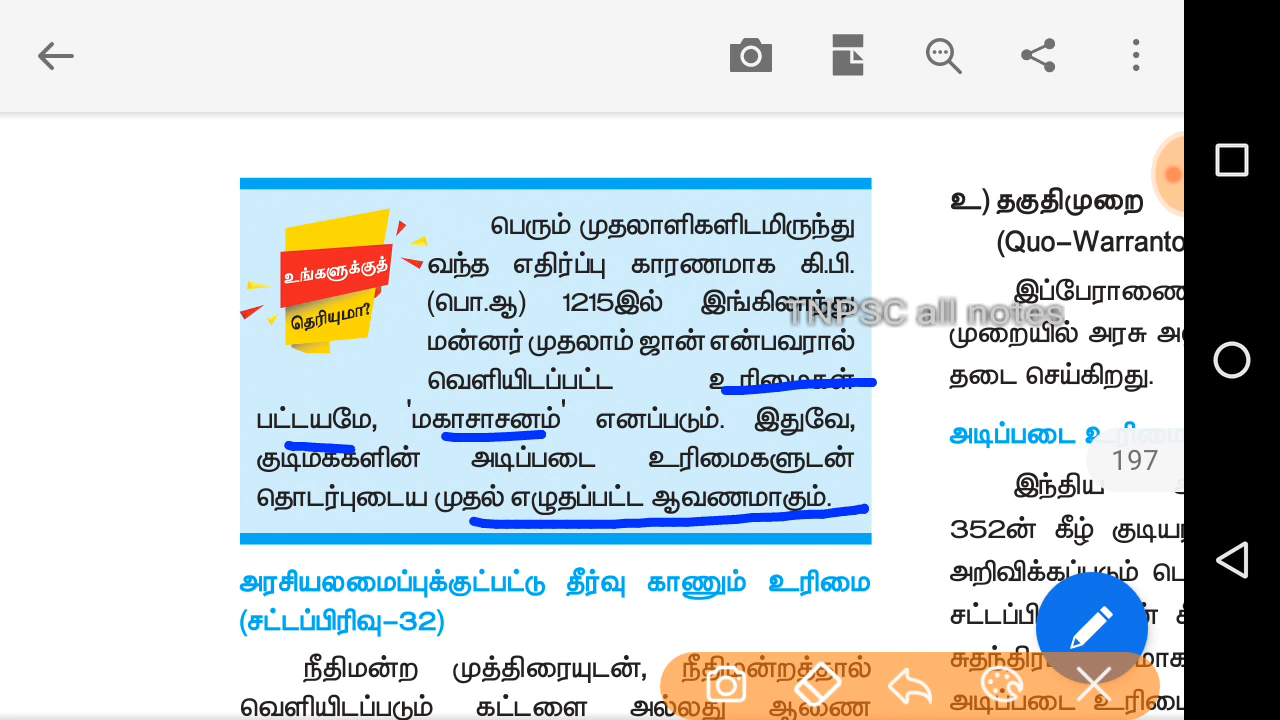 உங்களுக்குத்
தெரியுமா?
பெரும் முதலாளிகளிடமிருந்து
வந்த எதிர்ப்பு காரணமாக கி.பி.
(பொ.ஆ) 1215இல் இங்கிலாந்து
மன்னர் முதலாம் ஜான் என்பவரால்
வெளியிடப்பட்ட உரிமைகள்
பட்டயமே, 'மகாசாசனம்' எனப்படும். இதுவே,
குடிமக்களின் அடிப்படை உரிமைகளுடன்
தொடர்புடைய முதல் எழுதப்பட்ட ஆவணமாகும்.
அரசியலமைப்புக்குட்பட்டு தீர்வு காணும் உரிமை
(சட்டப்பிரிவு-32)
நீதிமன்ற முத்திரையுடன், நீதிமன்றத்தால்
வெளியிடப்படும் கட்டளை அல்லது ஆணை
TNPSC all notes
உ) தகுதிமுறை
(Quo-Warranto
இப்பேராணை
முறையில் அரசு
தடை செய்கிறது.
அடிப்படை உரிமை
197
இந்திய
352ன் கீழ்
அறிவிக்கப்படும்
அடிப்படை